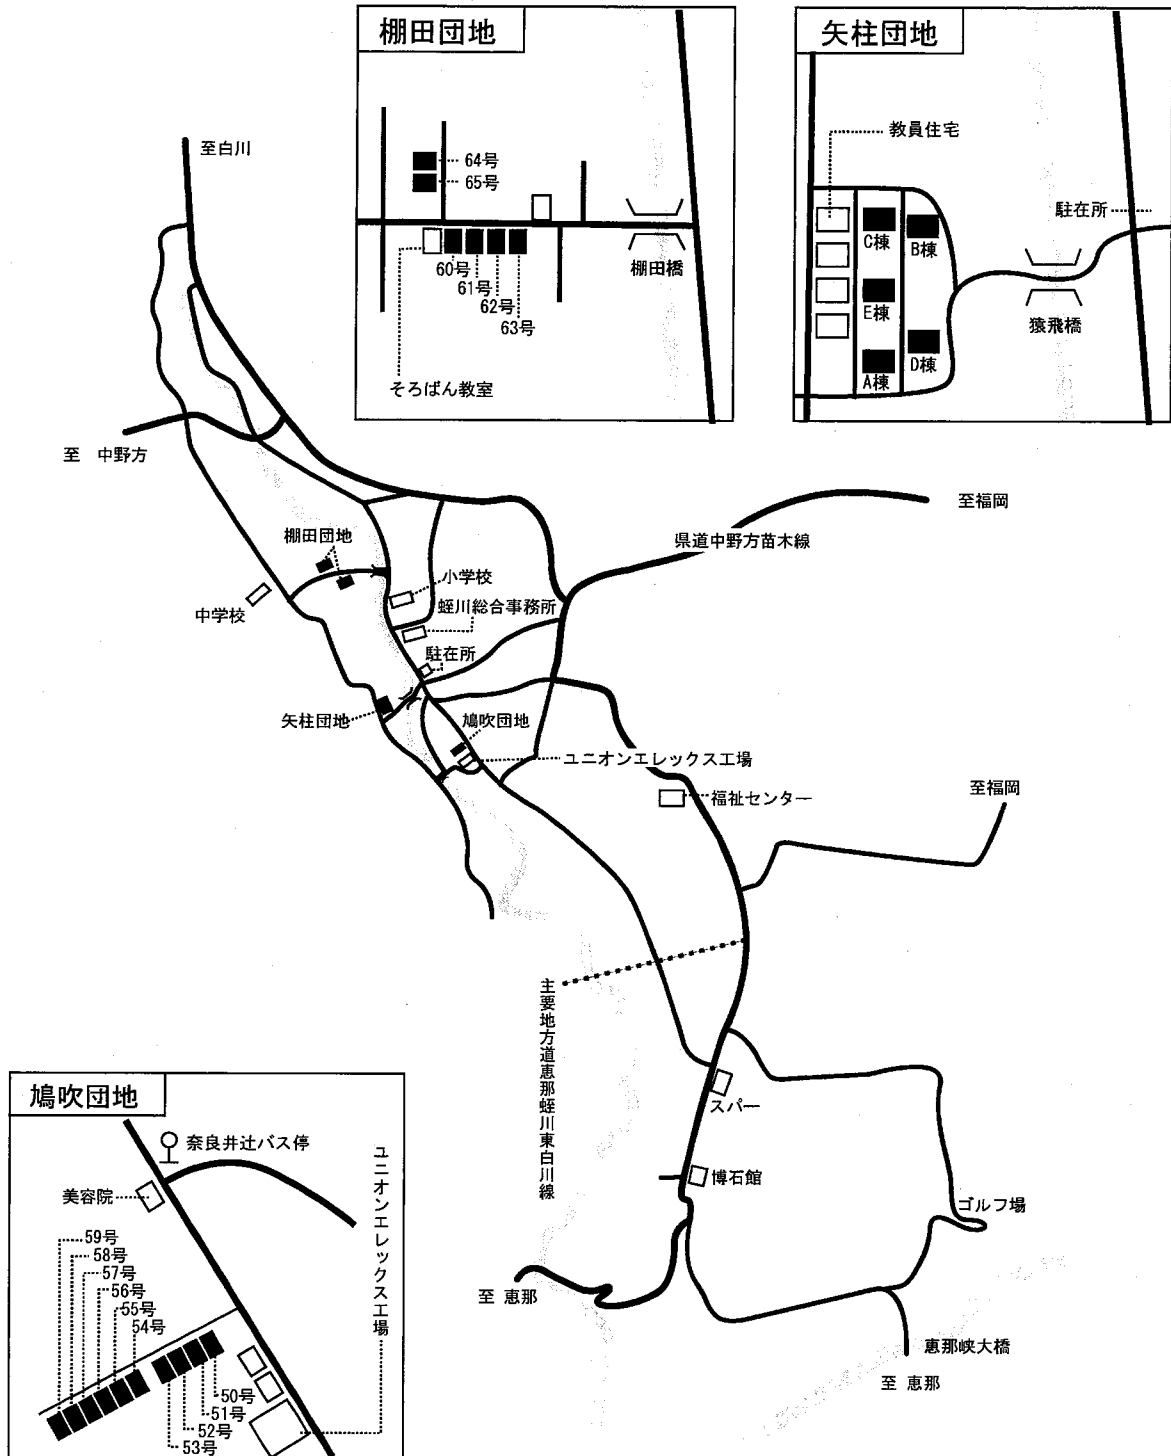 棚田団地
64号
65号
60号
61号
62号
63号
棚田橋
そろばん教室
矢柱団地
教員住宅
駐在所
C棟
B棟
E棟
D棟
A棟
猿飛橋
至白川
至 中野方
至福岡
県道中野方苗木線
棚田団地
小学校
中学校
蛭川総合事務所
駐在所
矢柱団地
鳩吹団地
ユニオンエレックス工場
福祉センター
至福岡
主要地方道恵那蛭川東白川線
スパー
博石館
ゴルフ場
至 恵那
恵那峡大橋
至 恵那
鳩吹団地
奈良井辻バス停
美容院
ユニオンエレックス工場
59号
58号
57号
56号
55号
54号
50号
51号
52号
53号